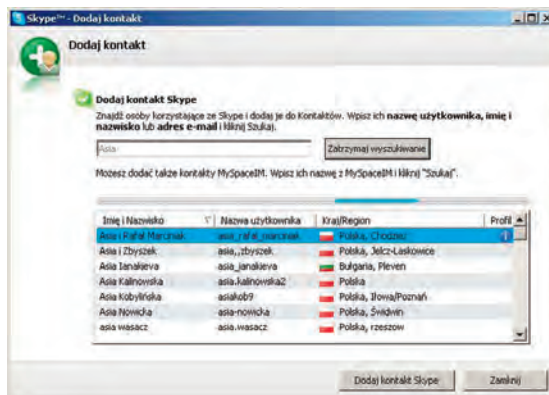 Skype™ - Dodaj kontakt
Dodaj kontakt
Dodaj kontakt Skype
Znajdź osoby korzystające ze Skype i dodaj je do Kontaktów. Wpisz ich nazwę użytkownika, imię i
nazwisko lub adres e-mail i kliknij Szukaj.
Asia
Zatrzymaj wyszukiwanie
Możesz dodać także kontakty MySpaceIM. Wpisz ich nazwę z MySpaceIM i kliknij "Szukaj".
Imię i Nazwisko Nazwa użytkownika Kraj/Region Profil
Asia i Rafał Marciniak asia_rafal_marciniak Polska, Chodzież
Asia i Zbyszek asia,,zbyszek Polska, Jelcz-Laskowice
Asia Ianakieva asia_janakieva Bułgaria, Pleven
Asia Kalinowska asia.kalinowska2 Polska
Asia Kobylińska asiakob9 Polska, Iłowa/Poznań
Asia Nowicka asia-nowicka Polska, Świdwin
asia wasacz asia.wasacz Polska, rzeszow
Dodaj kontakt Skype Zamknij